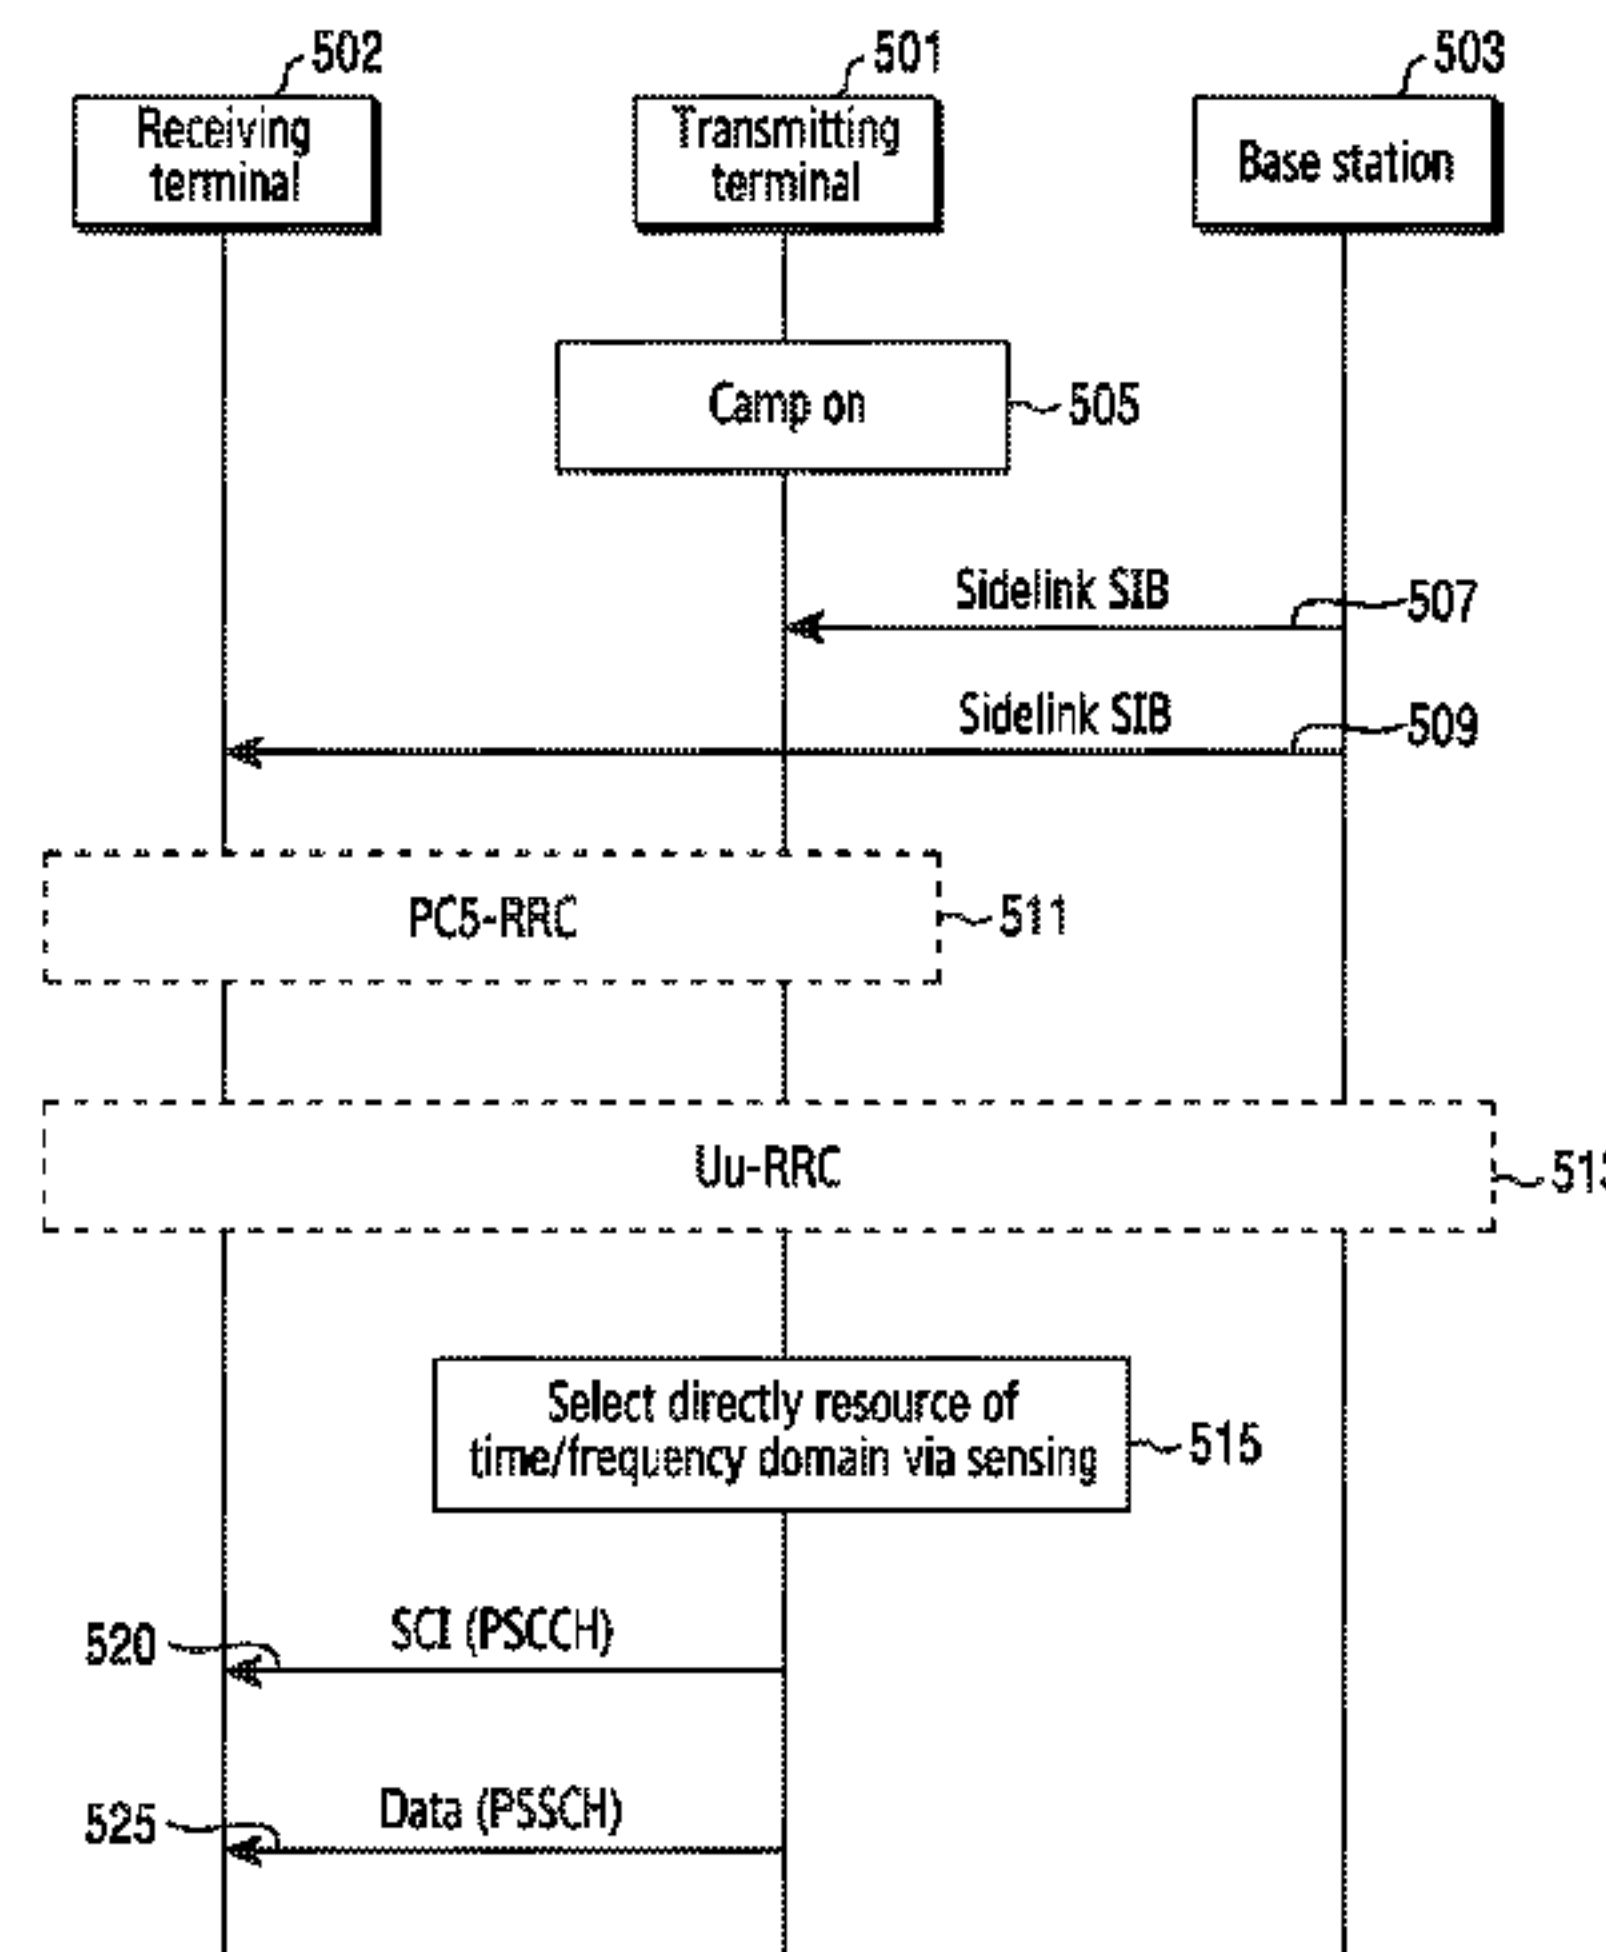 502
501
503
Receiving
terminal
Transmitting
terminal
Base station
Camp on
505
Sidelink SIB
507
Sidelink SIB
509
PC5-RRC
511
Uu-RRC
Select directly resource of
time/frequency domain via sensing
515
SCI (PSCCH)
520
Data (PSSCH)
525